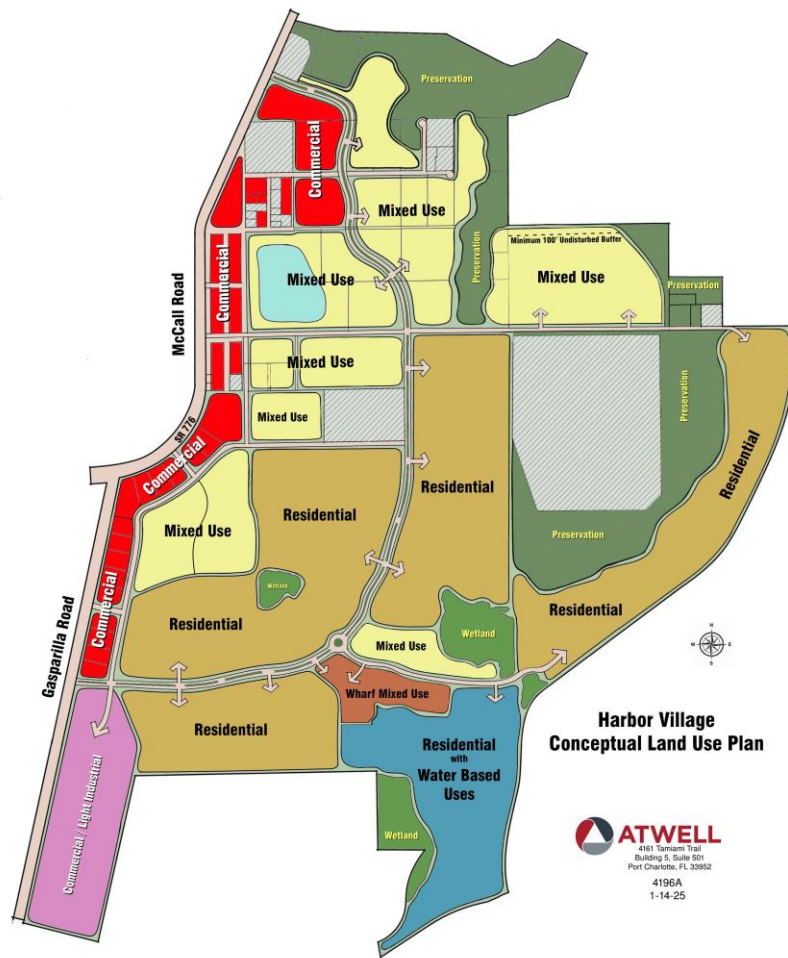 Preservation
Commercial
Mixed Use
Preservation
Minimum 100' Undisturbed Buffer
Mixed Use
Preservation
McCall Road
Commercial
Mixed Use
Mixed Use
Mixed Use
SR 776
Commercial
Preservation
Residential
Residential
Residential
Mixed Use
Preservation
Gasparilla Road
Commercial
Wetland
Residential
Residential
Wetland
Mixed Use
N
W
E
S
Wharf Mixed Use
Residential
Residential
with
Water Based
Uses
Harbor Village
Conceptual Land Use Plan
Commercial / Light Industrial
Wetland
ATWELL
4161 Tamiami Trail
Building 5, Suite 501
Port Charlotte, FL 33952
4196A
1-14-25